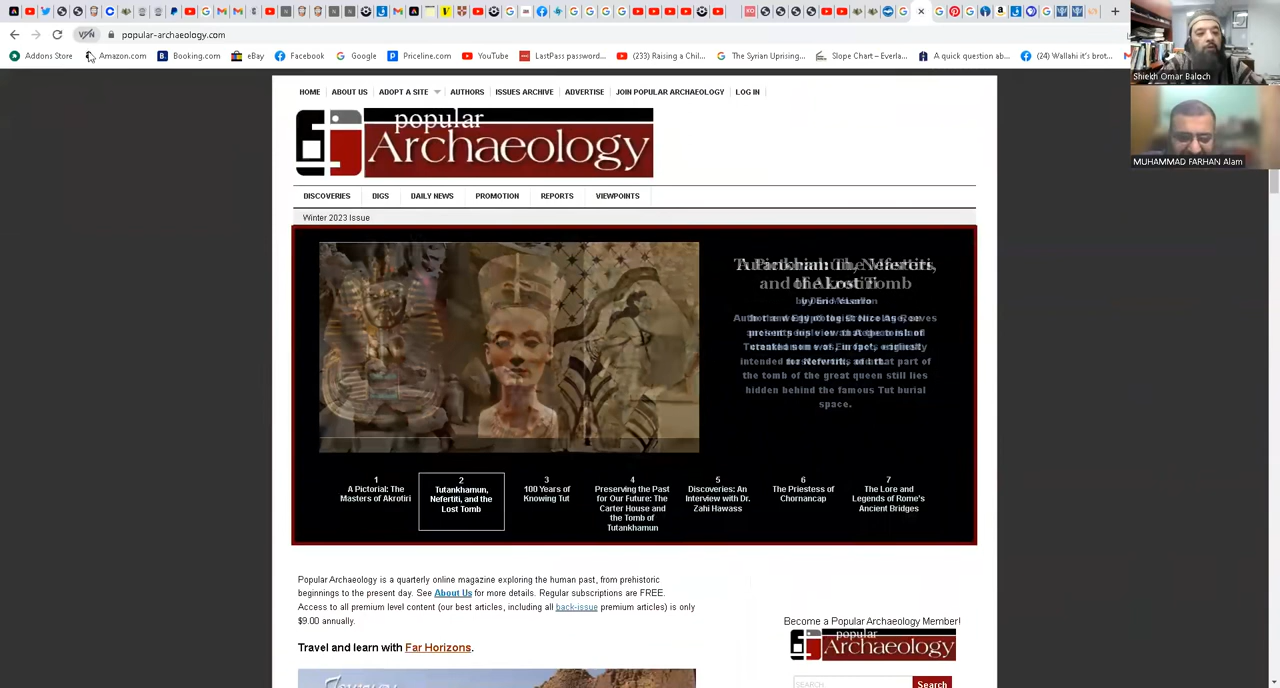 popular-archaeology.com
Addons Store
Amazon.com
Booking.com
eBay
Facebook
Google
Priceline.com
YouTube
LastPass password...
(233) Raising a Chil...
The Syrian Uprising...
Slope Chart – Everla...
A quick question ab...
(24) Wallahi it's brot...
Shiekh Omar Baloch
MUHAMMAD FARHAN Alam
HOME
ABOUT US
ADOPT A SITE
AUTHORS
ISSUES ARCHIVE
ADVERTISE
JOIN POPULAR ARCHAEOLOGY
LOG IN
popular
Archaeology
DISCOVERIES
DIGS
DAILY NEWS
PROMOTION
REPORTS
VIEWPOINTS
Winter 2023 Issue
the tomb of the great queen still lies
hidden behind the famous Tut burial
space.
1
A Pictorial: The
Masters of Akrotiri
2
Tutankhamun,
Nefertiti, and the
Lost Tomb
3
100 Years of
Knowing Tut
4
Preserving the Past
for Our Future: The
Carter House and
the Tomb of
Tutankhamun
5
Discoveries: An
Interview with Dr.
Zahi Hawass
6
The Priestess of
Chornancap
7
The Lore and
Legends of Rome's
Ancient Bridges
Popular Archaeology is a quarterly online magazine exploring the human past, from prehistoric
beginnings to the present day. See About Us for more details. Regular subscriptions are FREE.
Access to all premium level content (our best articles, including all back-issue premium articles) is only
$9.00 annually.
Travel and learn with Far Horizons.
Become a Popular Archaeology Member!
popular
Archaeology
SEARCH
Search